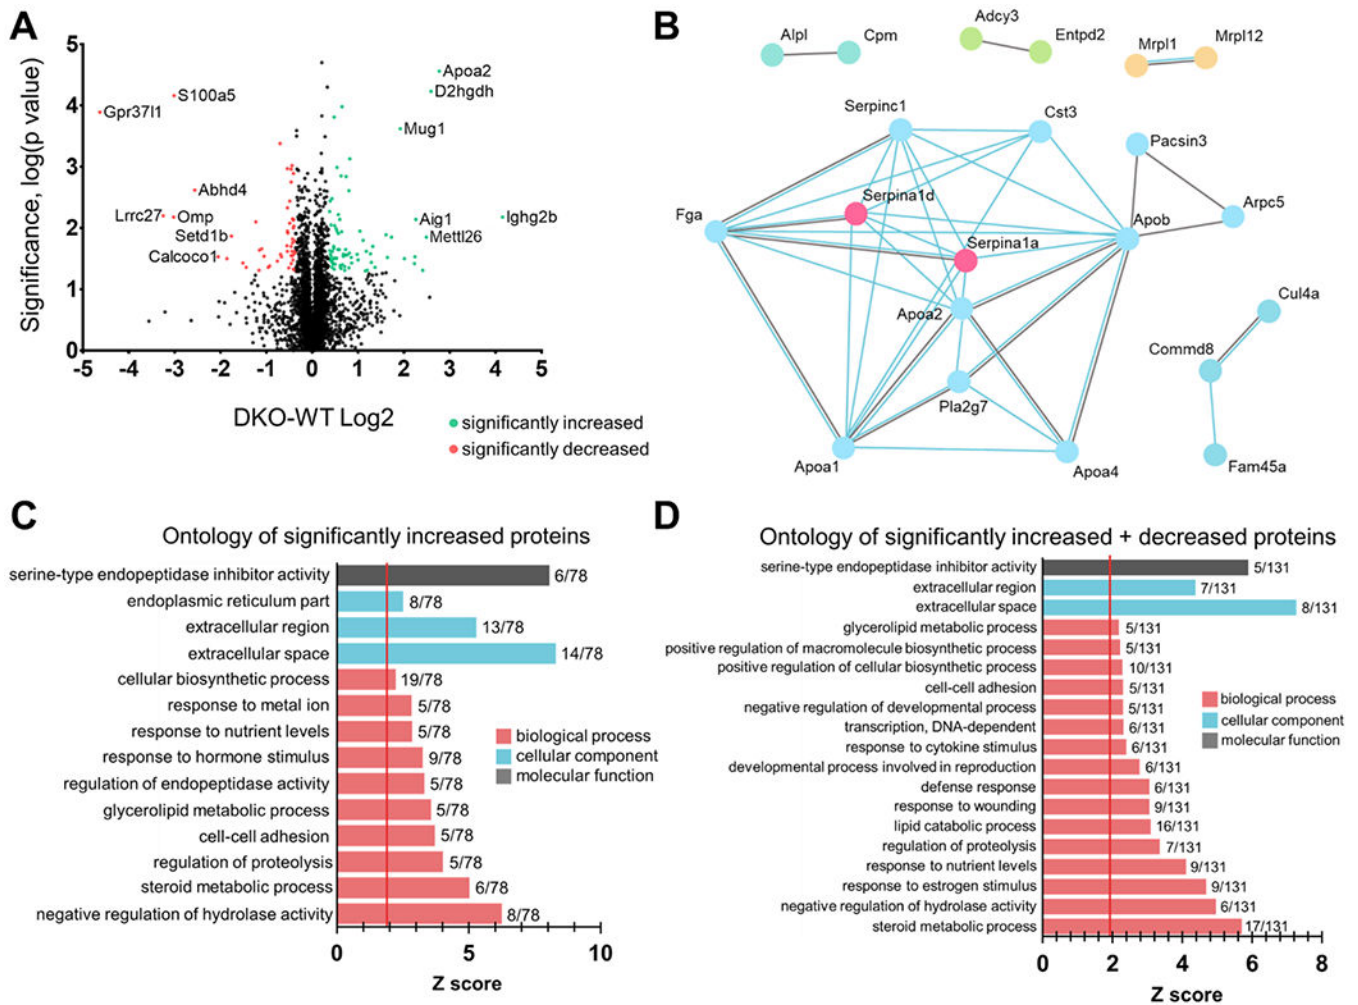 A
5
4
3
2
1
0
Significance, log(p value)
Gpr37l1
S100a5
Abhd4
Lrrc27
Omp
Setd1b
Calcoco1
Apoa2
D2hgdh
Mug1
Aig1
Ighg2b
Mettl26
-5 -4 -3 -2 -1 0 1 2 3 4 5
DKO-WT Log2
significantly increased
significantly decreased
B
Alpl
Cpm
Adcy3
Entpd2
Mrpl1
Mrpl12
Serpinc1
Cst3
Pacsin3
Serpina1d
Fga
Apob
Arpc5
Serpina1a
Apoa2
Cul4a
Commd8
Pla2g7
Apoa1
Apoa4
Fam45a
C
Ontology of significantly increased proteins
serine-type endopeptidase inhibitor activity 6/78
endoplasmic reticulum part 8/78
extracellular region 13/78
extracellular space 14/78
cellular biosynthetic process 19/78
response to metal ion 5/78
response to nutrient levels 5/78
response to hormone stimulus 9/78
regulation of endopeptidase activity 5/78
glycerolipid metabolic process 5/78
cell-cell adhesion 5/78
regulation of proteolysis 5/78
steroid metabolic process 6/78
negative regulation of hydrolase activity 8/78
biological process
cellular component
molecular function
0 5 10
Z score
D
Ontology of significantly increased + decreased proteins
serine-type endopeptidase inhibitor activity 5/131
extracellular region 7/131
extracellular space 8/131
glycerolipid metabolic process 5/131
positive regulation of macromolecule biosynthetic process 5/131
positive regulation of cellular biosynthetic process 10/131
cell-cell adhesion 5/131
negative regulation of developmental process 5/131
transcription, DNA-dependent 6/131
response to cytokine stimulus 6/131
developmental process involved in reproduction 6/131
defense response 6/131
response to wounding 9/131
lipid catabolic process 16/131
regulation of proteolysis 7/131
response to nutrient levels 9/131
response to estrogen stimulus 9/131
negative regulation of hydrolase activity 6/131
steroid metabolic process 17/131
biological process
cellular component
molecular function
0 2 4 6 8
Z score